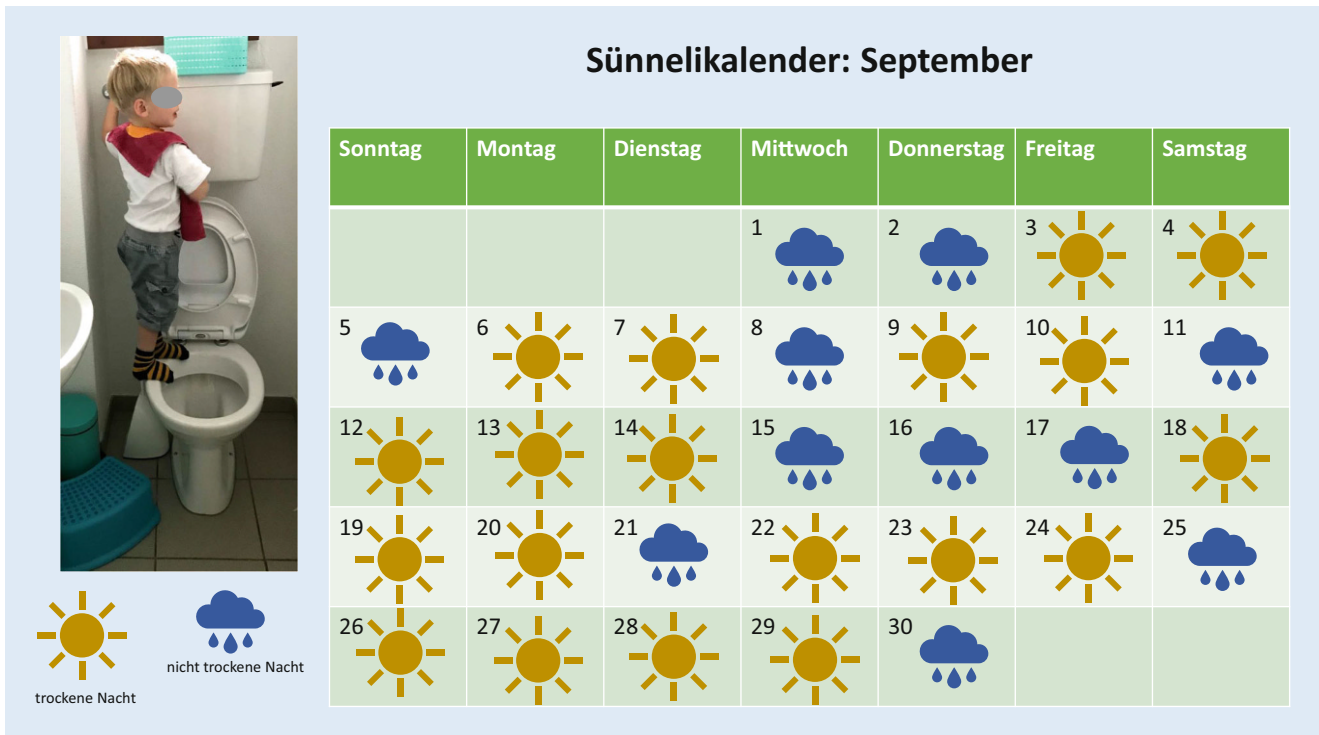 Sünnelikalender: September
Sonntag Montag Dienstag Mittwoch Donnerstag Freitag Samstag
1 2 3 4
5 6 7 8 9 10 11
12 13 14 15 16 17 18
19 20 21 22 23 24 25
26 27 28 29 30
trockene Nacht
nicht trockene Nacht